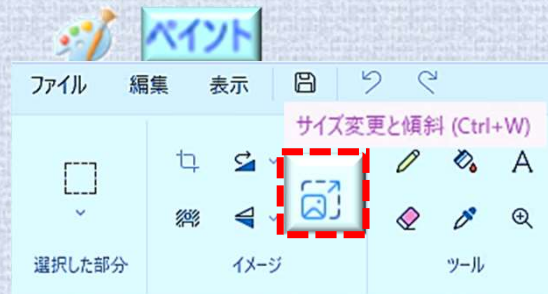 ペイント
ファイル 編集 表示
サイズ変更と傾斜 (Ctrl+W)
A
選択した部分 イメージ ツール